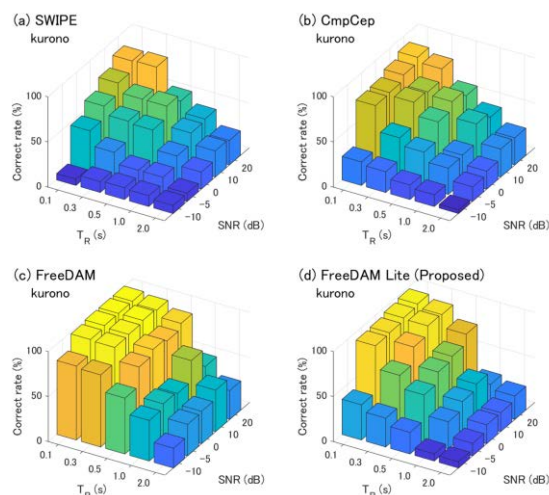 (a) SWIPE
kurono
Correct rate (%)
100
50
0
0.1
0.3
0.5
1.0
2.0
T_R (s)
-10
-5
0
10
20
SNR (dB)
(b) CmpCep
kurono
Correct rate (%)
100
50
0
0.1
0.3
0.5
1.0
2.0
T_R (s)
-10
-5
0
10
20
SNR (dB)
(c) FreeDAM
kurono
Correct rate (%)
100
50
0
0.1
0.3
0.5
1.0
2.0
T_R (s)
-10
-5
0
10
20
SNR (dB)
(d) FreeDAM Lite (Proposed)
kurono
Correct rate (%)
100
50
0
0.1
0.3
0.5
1.0
2.0
T_R (s)
-10
-5
0
10
20
SNR (dB)